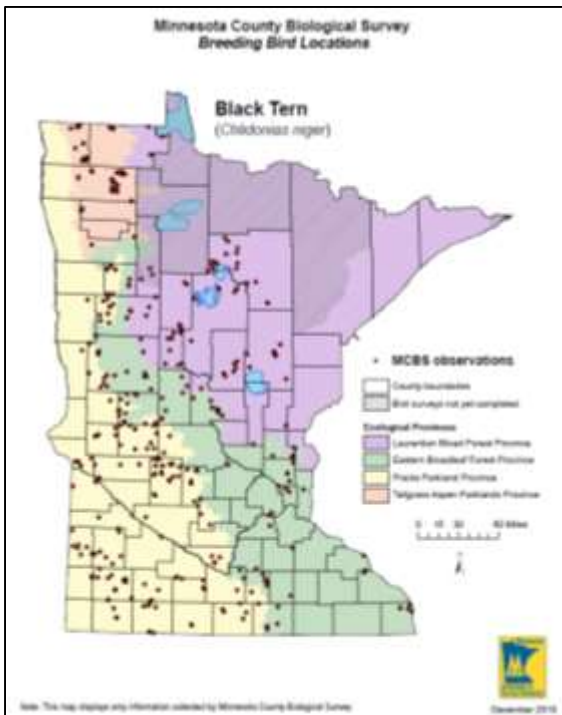 Minnesota County Biological Survey
Breeding Bird Locations
Black Tern
(Chlidonias niger)
MCBS observations
County boundaries
Bird surveys not yet completed
Ecological Provinces
Laurentian Mixed Forest Province
Eastern Broadleaf Forest Province
Prairie Parkland Province
Tallgrass Aspen Parklands Province
Note: This map displays only information collected by Minnesota County Biological Survey
December